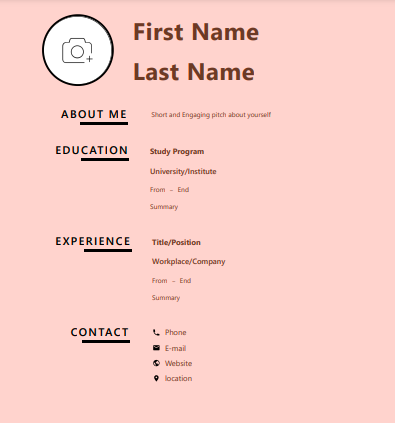 First Name
Last Name
ABOUT ME
Short and Engaging pitch about yourself
EDUCATION
Study Program
University/Institute
From - End
Summary
EXPERIENCE
Title/Position
Workplace/Company
From - End
Summary
CONTACT
Phone
E-mail
Website
location